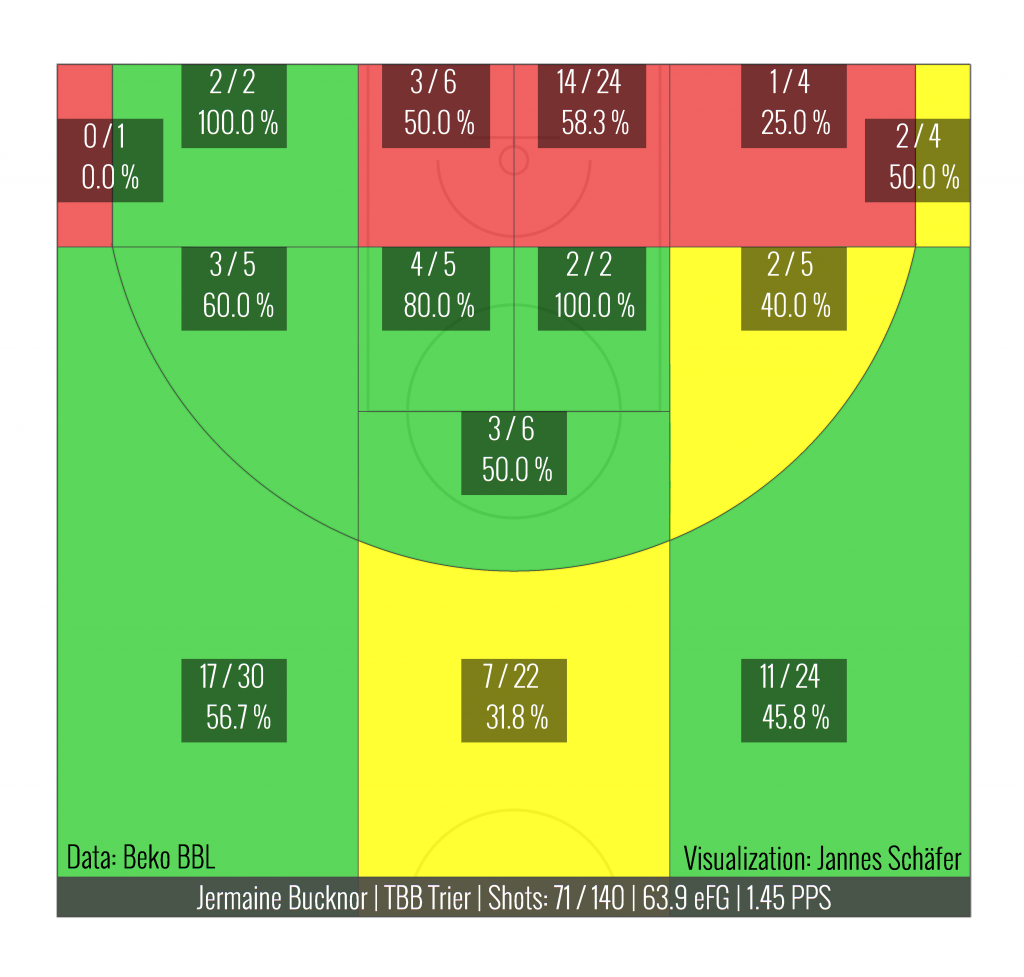 2 / 2
100.0 %
3 / 6
50.0 %
14 / 24
58.3 %
1 / 4
25.0 %
0 / 1
0.0 %
2 / 4
50.0 %
3 / 5
60.0 %
4 / 5
80.0 %
2 / 2
100.0 %
2 / 5
40.0 %
3 / 6
50.0 %
17 / 30
56.7 %
7 / 22
31.8 %
11 / 24
45.8 %
Data: Beko BBL
Visualization: Jannes Schäfer
Jermaine Bucknor | TBB Trier | Shots: 71 / 140 | 63.9 eFG | 1.45 PPS